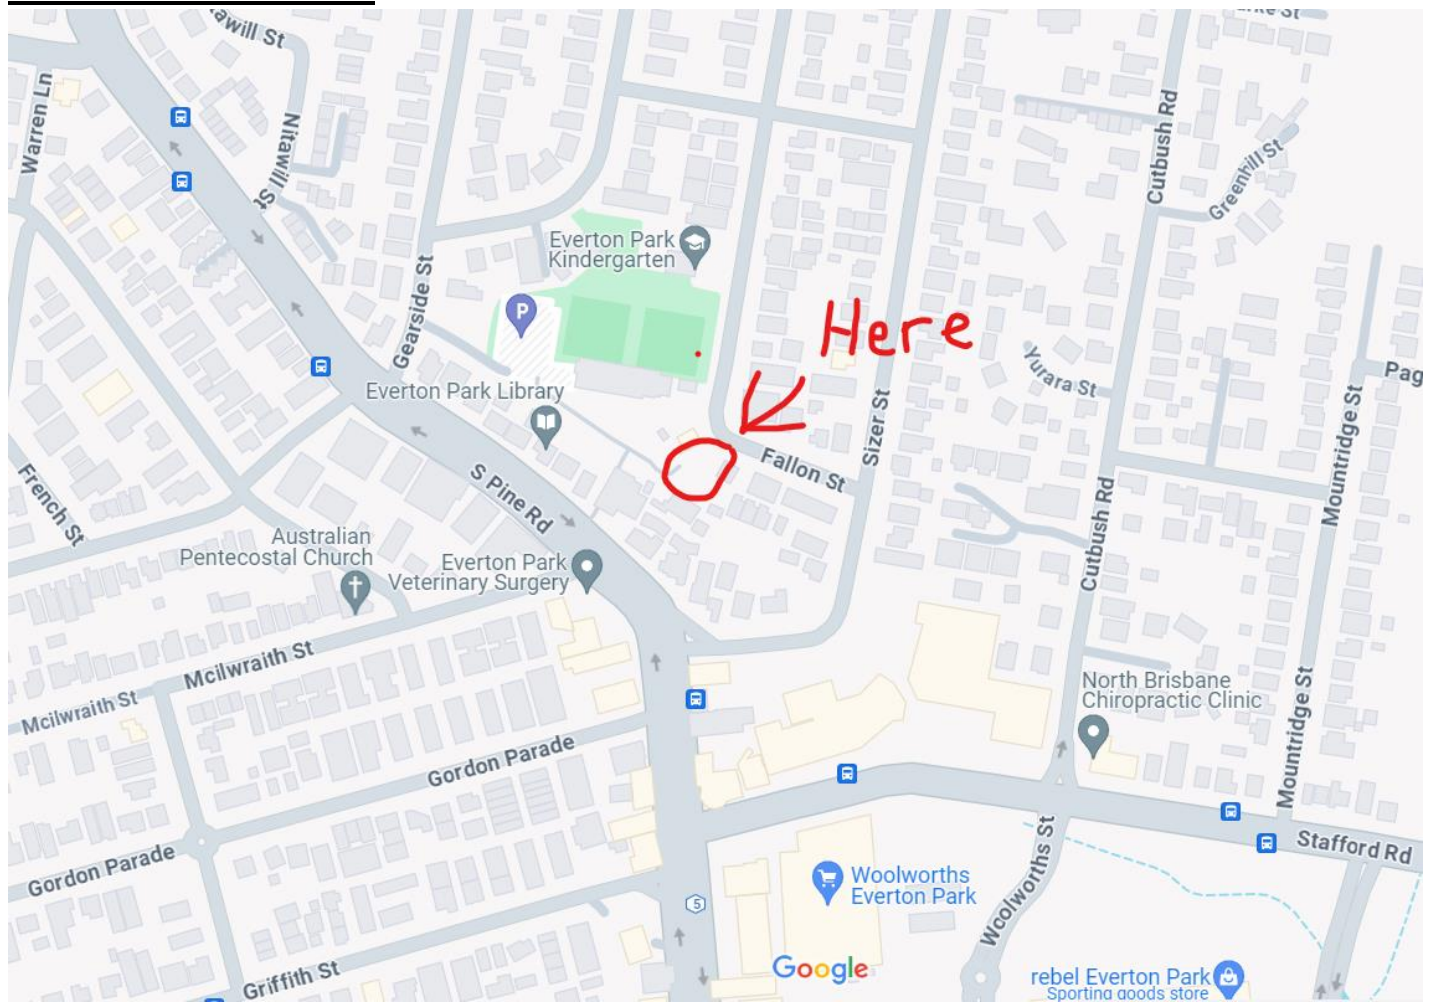 awill St
Warren Ln
Nitawill St
Cutbush Rd
Greenhill St
Everton Park
Kindergarten
P
Gearside St
Here
Yurara St
Pag
Everton Park Library
Sizer St
Mountridge St
Fallon St
S Pine Rd
French St
Australian
Pentecostal Church
Everton Park
Veterinary Surgery
Cutbush Rd
Mcilwraith St
Mcilwraith St
North Brisbane
Chiropractic Clinic
Mountridge St
Gordon Parade
Gordon Parade
Stafford Rd
Woolworths
Everton Park
Woolworths St
5
Google
Griffith St
rebel Everton Park
Sporting goods store